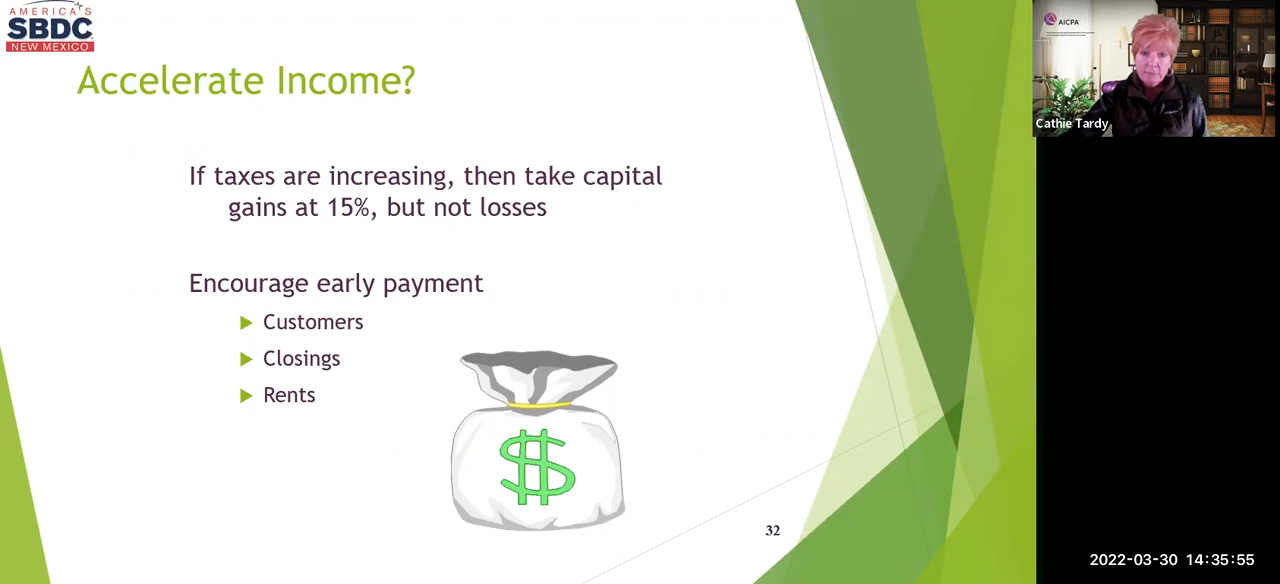 AMERICA'S
SBDC
NEW MEXICO
Accelerate Income?
If taxes are increasing, then take capital
gains at 15%, but not losses
Encourage early payment
Customers
Closings
Rents
$
32
AICPA
Cathie Tardy
2022-03-30 14:35:55